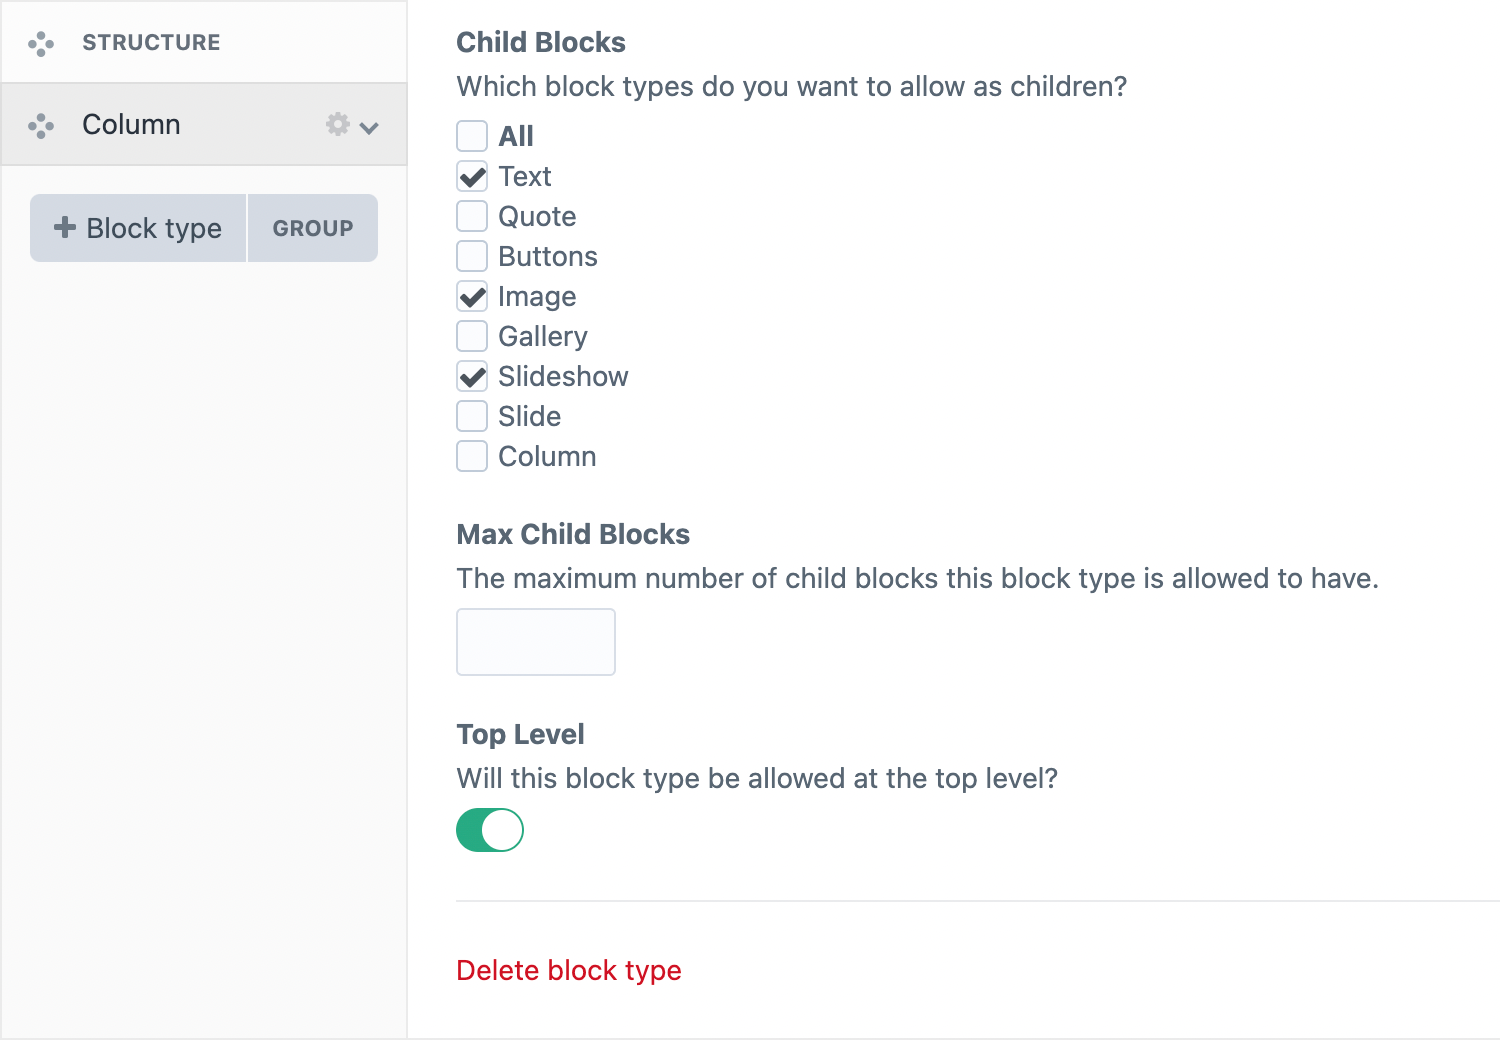 STRUCTURE
Column
Block type
GROUP
Child Blocks
Which block types do you want to allow as children?
All
Text
Quote
Buttons
Image
Gallery
Slideshow
Slide
Column
Max Child Blocks
The maximum number of child blocks this block type is allowed to have.
Top Level
Will this block type be allowed at the top level?
Delete block type